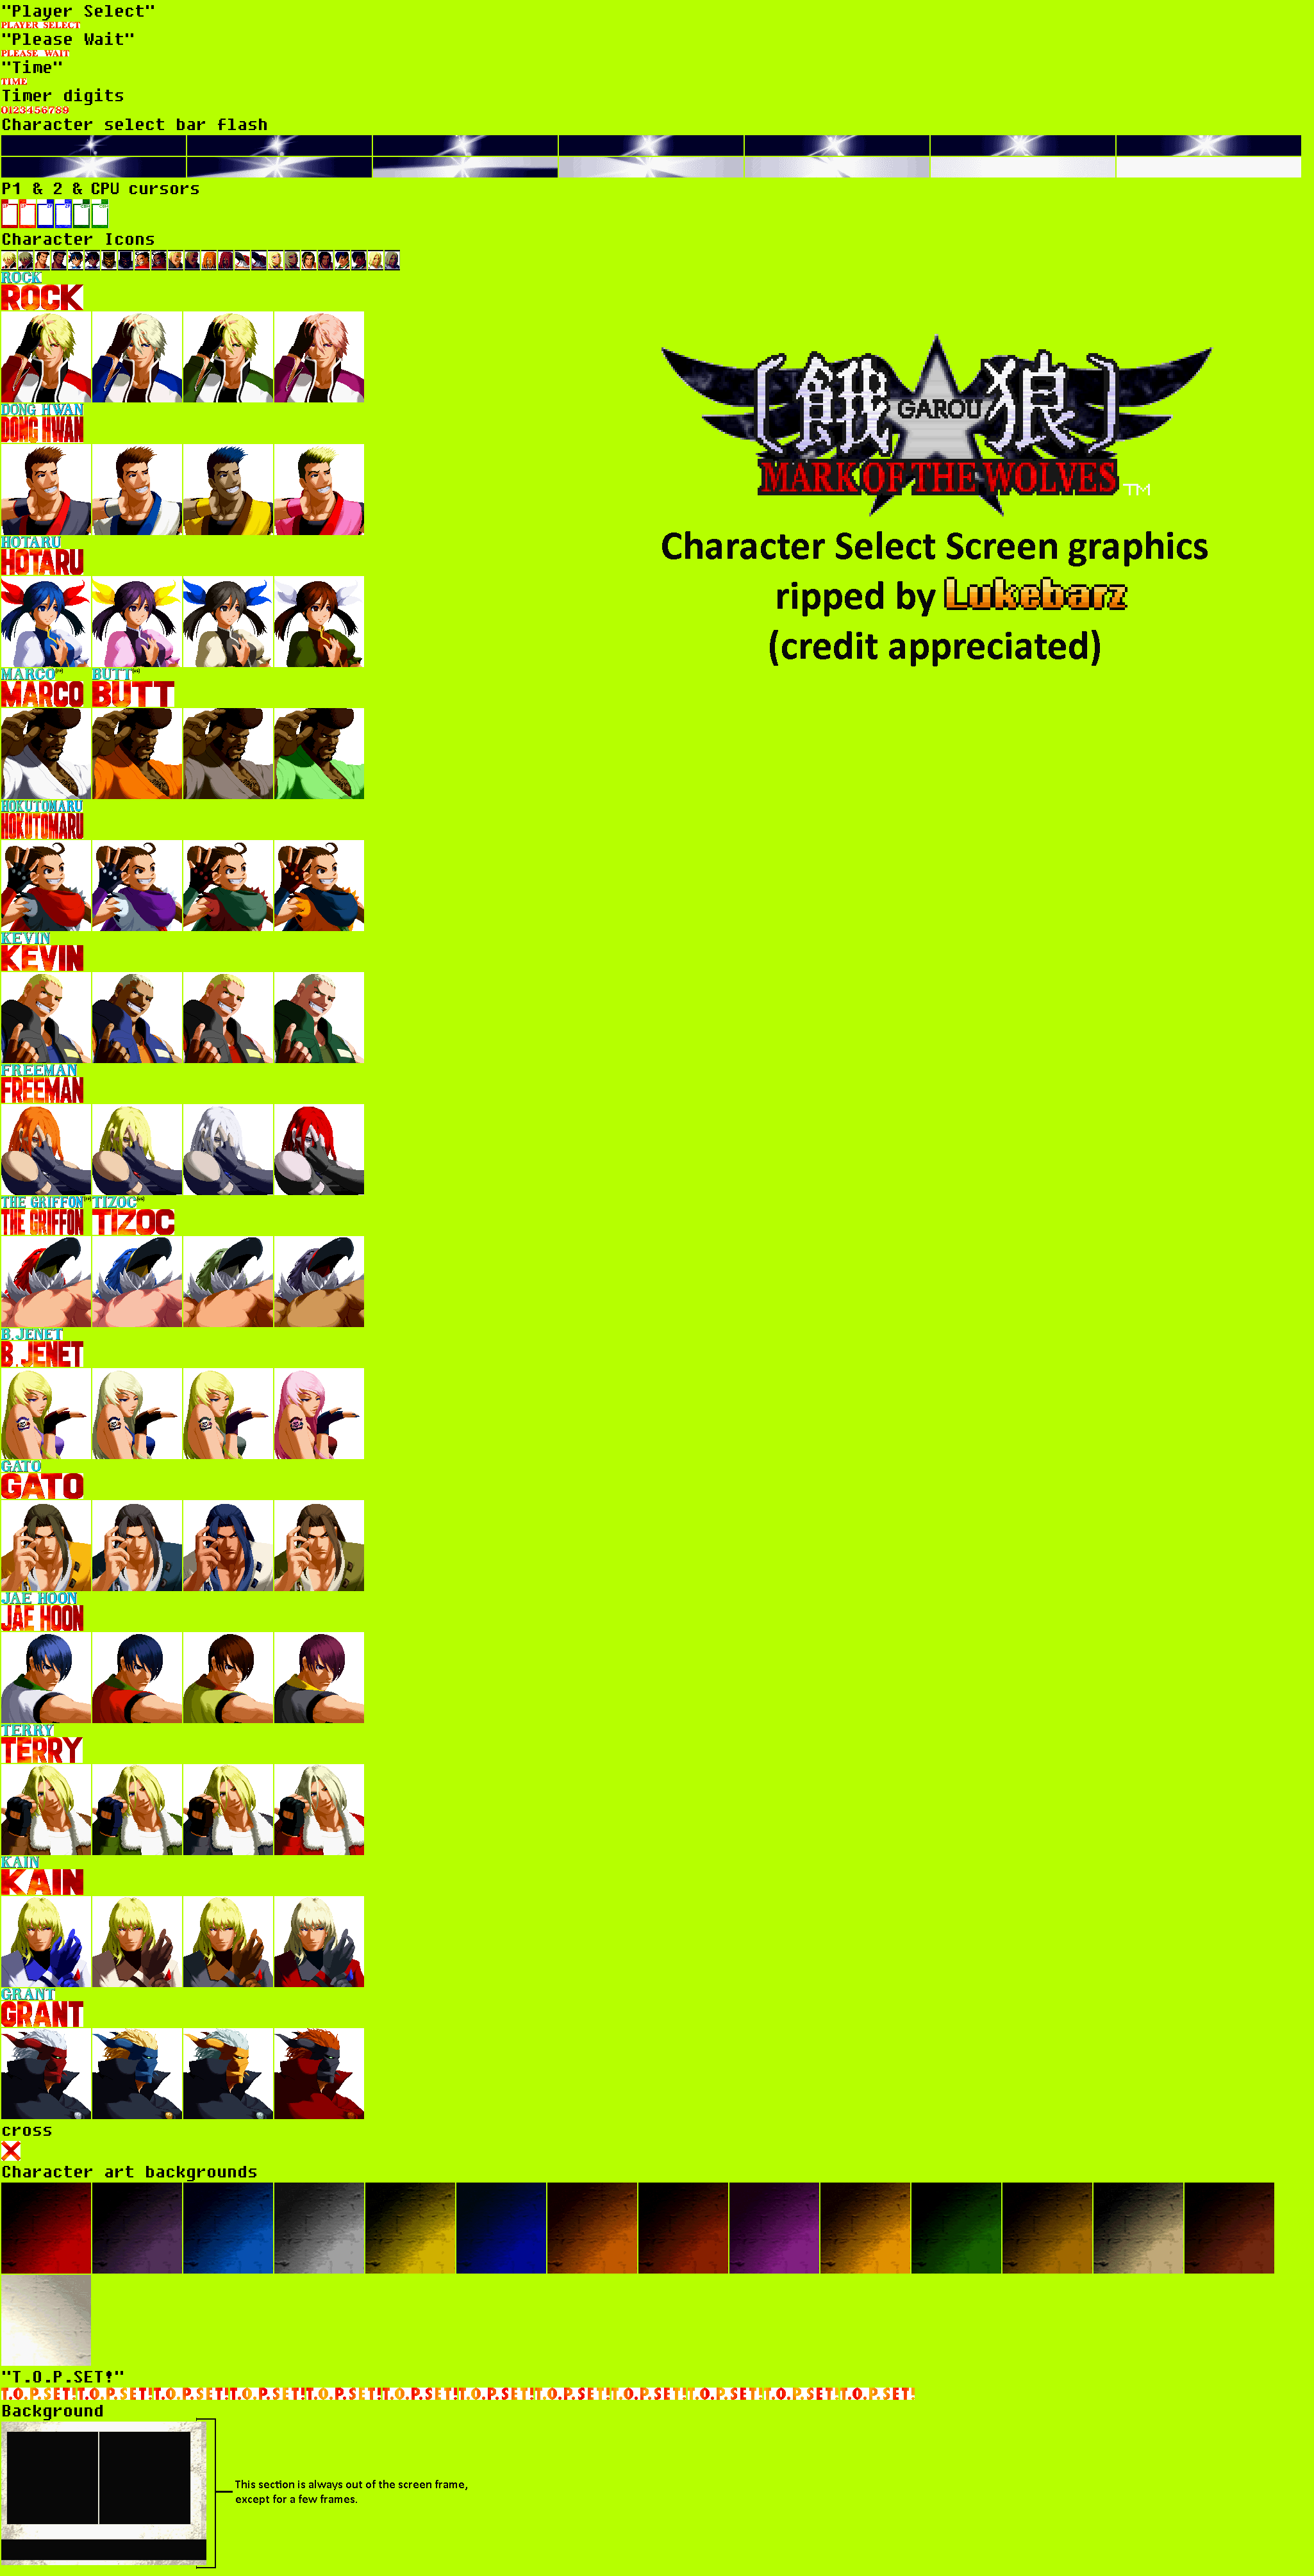 "Player Select"
PLAYER SELECT
"Please Wait"
PLEASE WAIT
"Time"
TIME
Timer digits
0123456789
Character select bar flash
P1 & 2 & CPU cursors
Character Icons
ROCK
ROCK
餓 GAROU 狼
MARK OF THE WOLVES TM
Character Select Screen graphics
ripped by Lukebarz
(credit appreciated)
DONG HWAN
DONG HWAN
HOTARU
HOTARU
MARCO BUTT
MARCO BUTT
HOKUTOMARU
HOKUTOMARU
KEVIN
KEVIN
FREEMAN
FREEMAN
THE GRIFFON TIZOC
THE GRIFFON TIZOC
B.JENET
B.JENET
GATO
GATO
JAE HOON
JAE HOON
TERRY
TERRY
KAIN
KAIN
GRANT
GRANT
cross
Character art backgrounds
"T.O.P.SET!"
T.O.P.SET!T.O.P.SET!T.O.P.SET!T.O.P.SET!T.O.P.SET!T.O.P.SET!T.O.P.SET!T.O.P.SET!T.O.P.SET!T.O.P.SET!T.O.P.SET!T.O.P.SET!
Background
This section is always out of the screen frame,
except for a few frames.